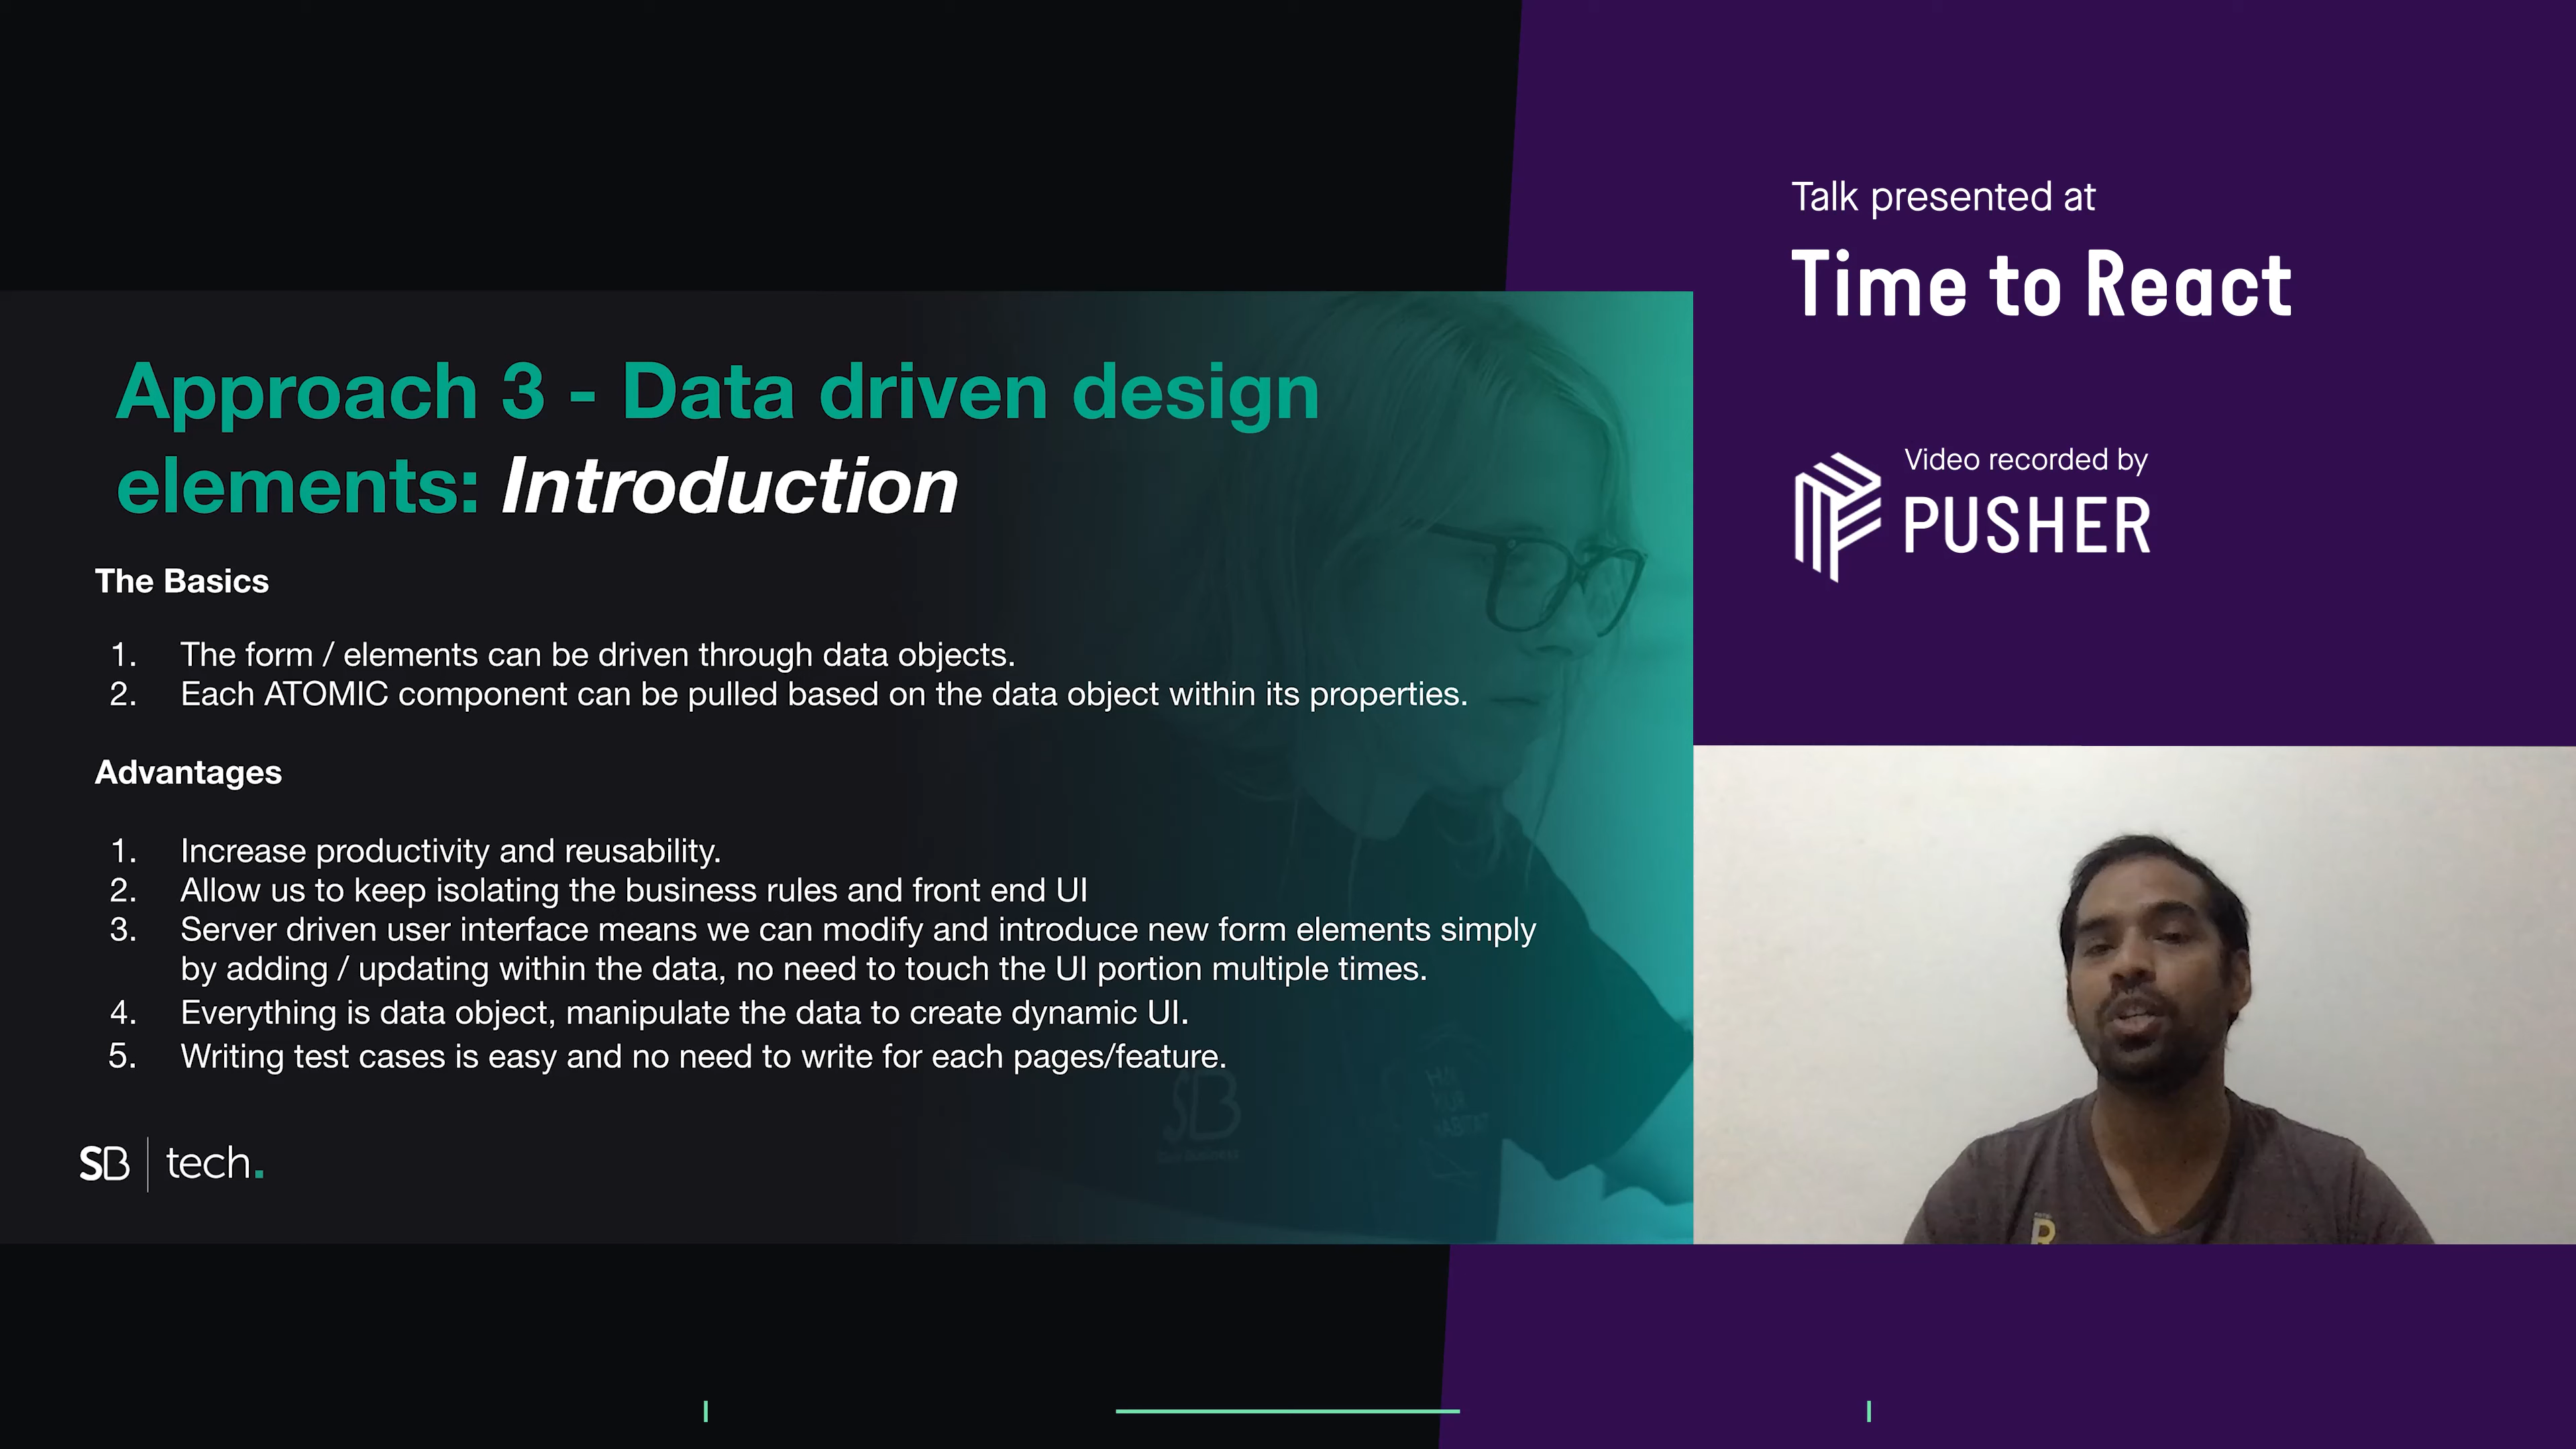 Talk presented at
Time to React
Video recorded by
PUSHER
Approach 3 - Data driven design
elements: Introduction
The Basics
1. The form / elements can be driven through data objects.
2. Each ATOMIC component can be pulled based on the data object within its properties.
Advantages
1. Increase productivity and reusability.
2. Allow us to keep isolating the business rules and front end UI
3. Server driven user interface means we can modify and introduce new form elements simply
by adding / updating within the data, no need to touch the UI portion multiple times.
4. Everything is data object, manipulate the data to create dynamic UI.
5. Writing test cases is easy and no need to write for each pages/feature.
SB
SB | tech.
R